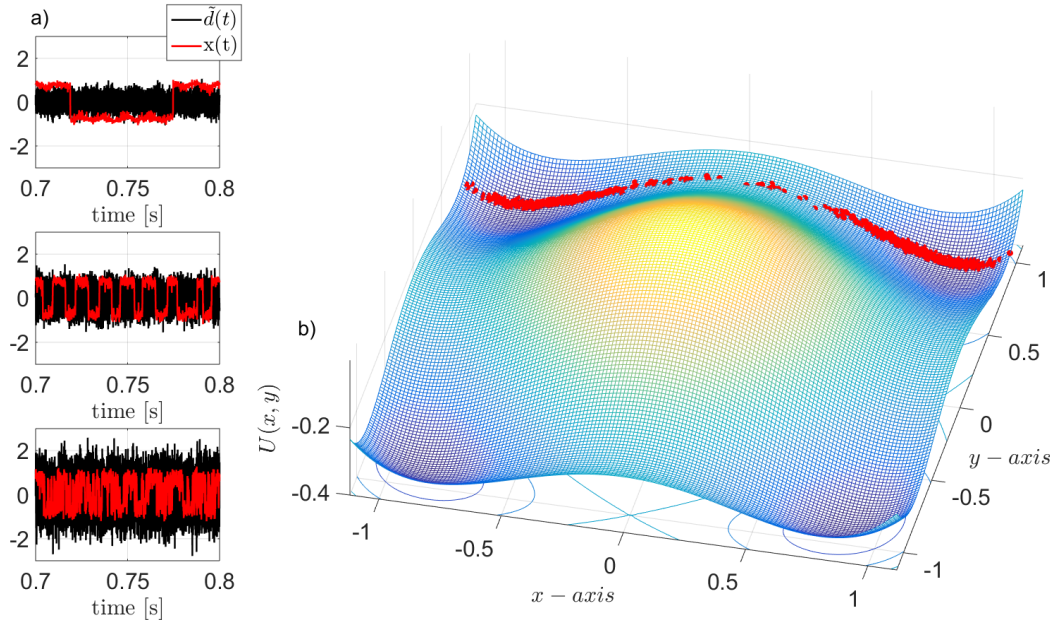 a)
d̃(t)
x(t)
2
0
-2
0.7 0.75 0.8
time [s]
2
0
-2
0.7 0.75 0.8
time [s]
2
0
-2
0.7 0.75 0.8
time [s]
b)
U(x, y)
-0.2
-0.4
-1 -0.5 0 0.5 1
x − axis
1
0.5
0
-0.5
-1
y − axis